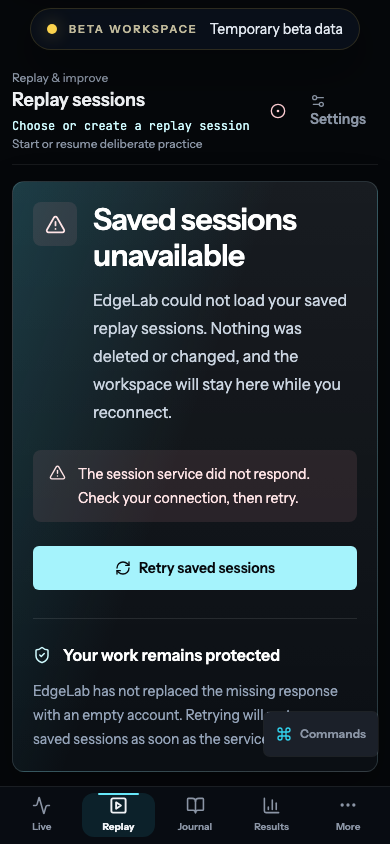 BETA WORKSPACE Temporary beta data
Replay & improve
Replay sessions
Choose or create a replay session
Start or resume deliberate practice
Settings
Saved sessions
unavailable
EdgeLab could not load your saved
replay sessions. Nothing was
deleted or changed, and the
workspace will stay here while you
reconnect.
The session service did not respond.
Check your connection, then retry.
Retry saved sessions
Your work remains protected
EdgeLab has not replaced the missing response
with an empty account. Retrying will
saved sessions as soon as the service
Commands
Live Replay Journal Results More